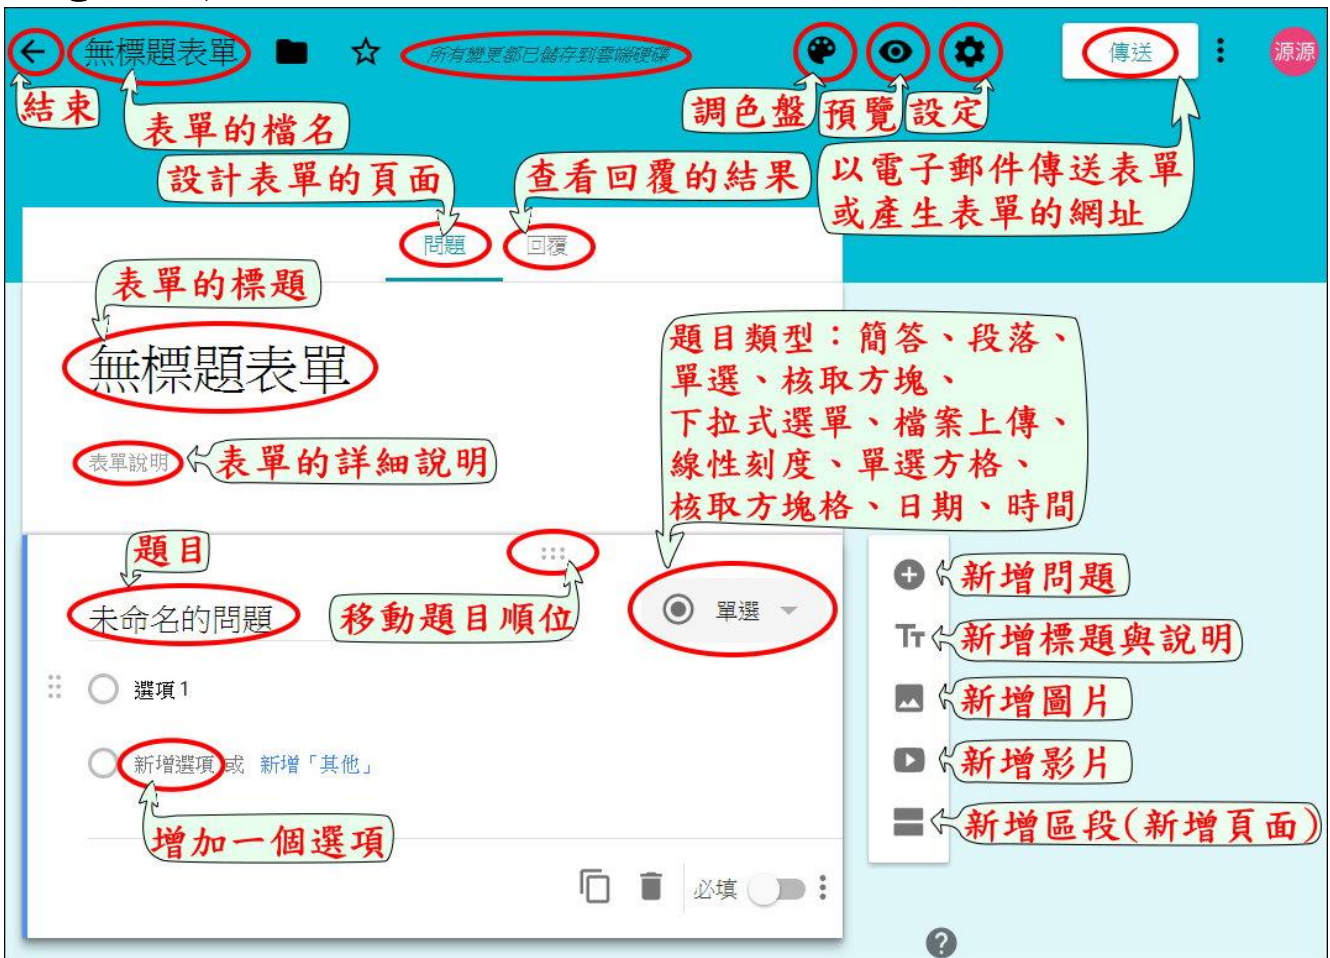 無標題表單
所有變更都已儲存到雲端硬碟
傳送
源源
結束
表單的檔名
調色盤
預覽
設定
以電子郵件傳送表單
或產生表單的網址
設計表單的頁面
查看回覆的結果
問題
回覆
表單的標題
無標題表單
題目類型：簡答、段落、
單選、核取方塊、
下拉式選單、檔案上傳、
線性刻度、單選方格、
核取方塊格、日期、時間
表單說明
表單的詳細說明
題目
未命名的問題
移動題目順位
單選
新增問題
Tт 新增標題與說明
選項 1
新增圖片
新增選項 或 新增「其他」
新增影片
增加一個選項
新增區段(新增頁面)
必填
?